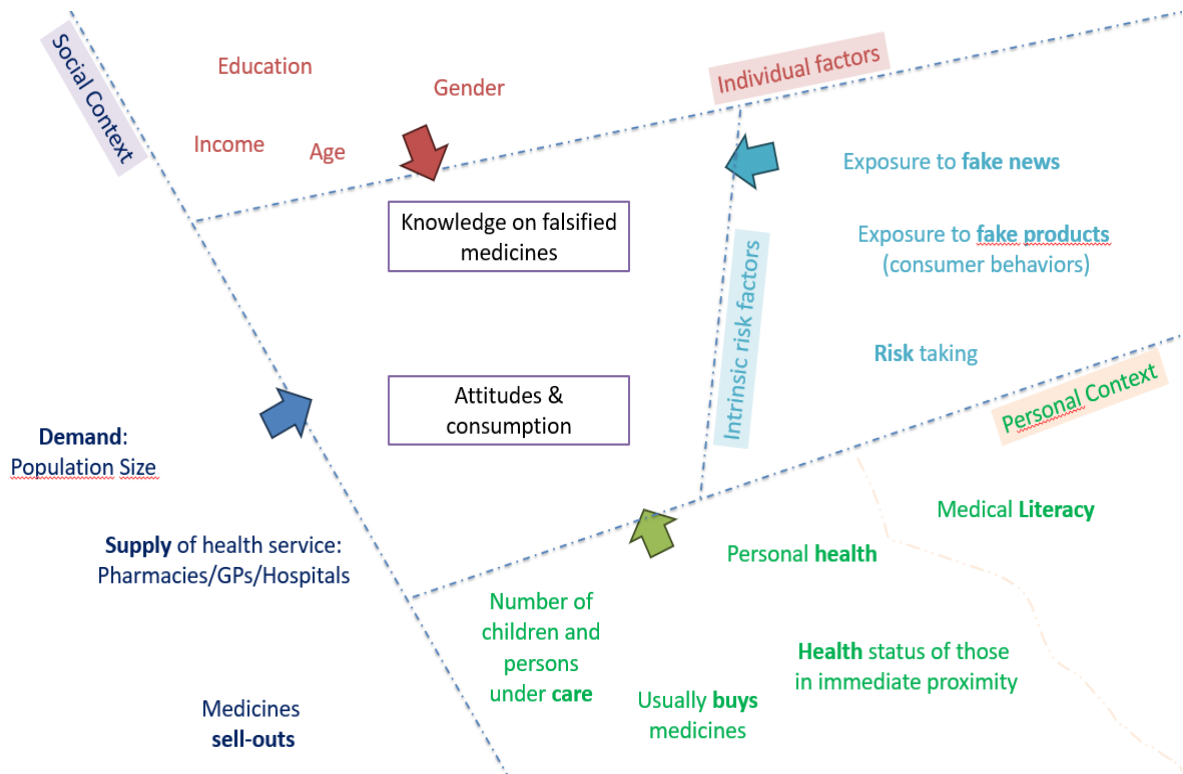 Social Context
Education
Gender
Income
Age
Individual factors
Knowledge on falsified
medicines
Attitudes &
consumption
Intrinsic risk factors
Exposure to fake news
Exposure to fake products
(consumer behaviors)
Risk taking
Personal Context
Demand:
Population Size
Supply of health service:
Pharmacies/GPs/Hospitals
Medicines
sell-outs
Number of
children and
persons
under care
Usually buys
medicines
Personal health
Health status of those
in immediate proximity
Medical Literacy